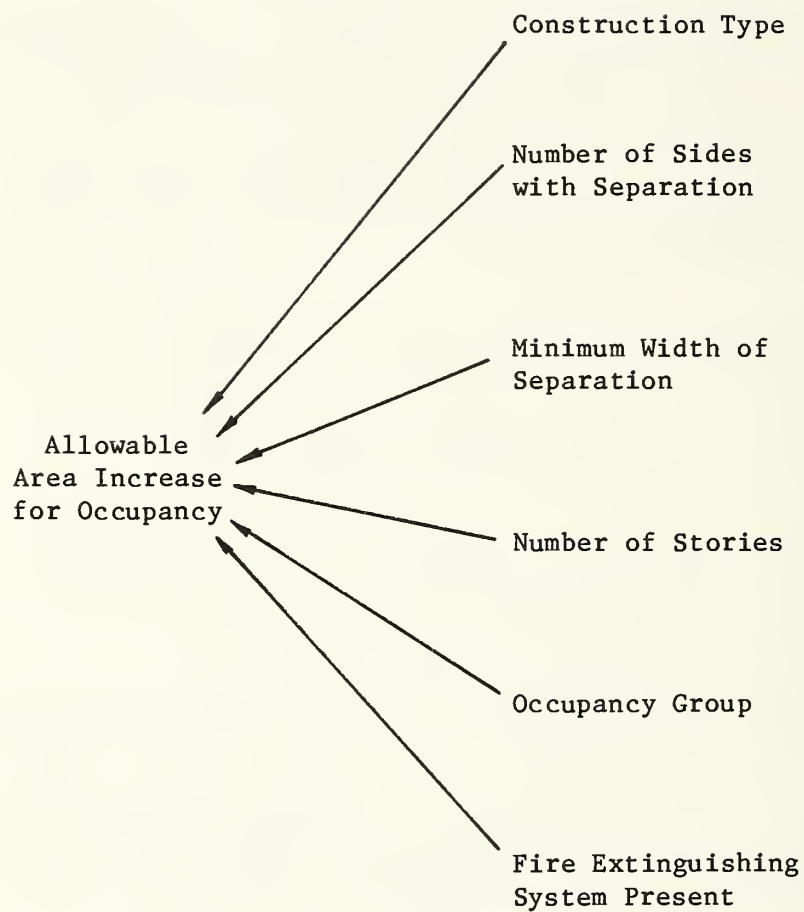 Construction Type
Number of Sides
with Separation
Minimum Width of
Separation
Allowable
Area Increase
for Occupancy
Number of Stories
Occupancy Group
Fire Extinguishing
System Present